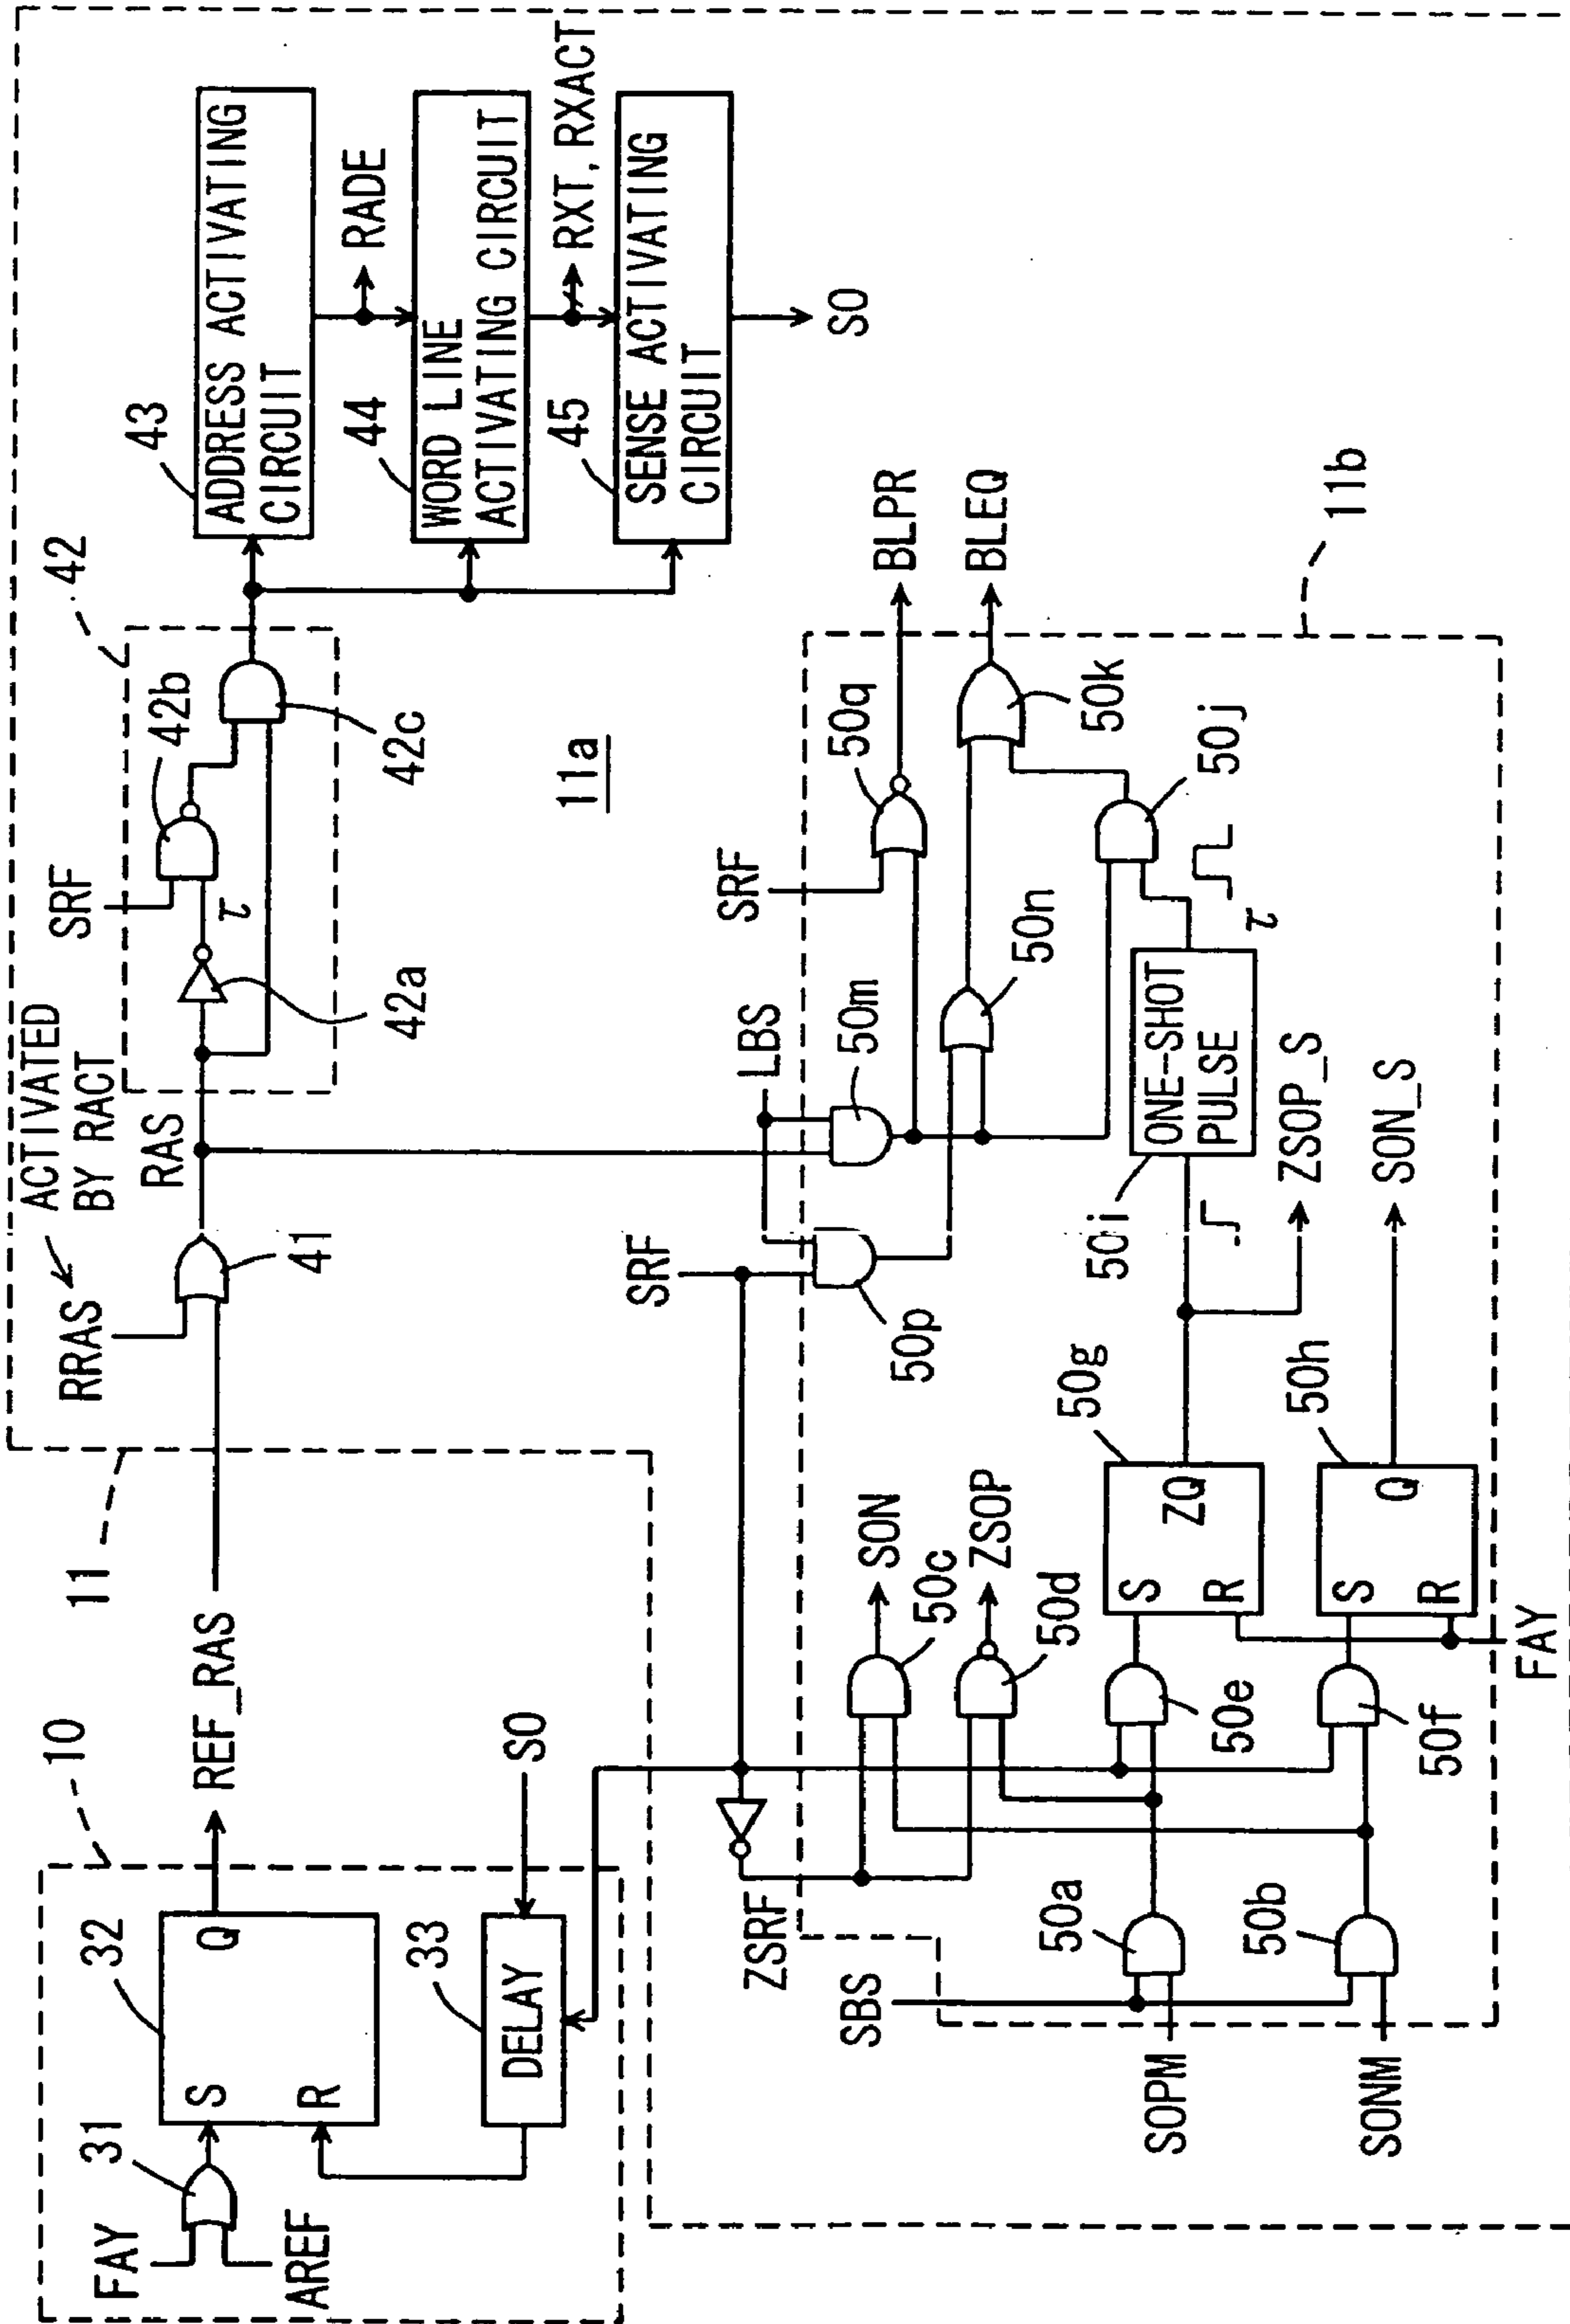 FAY
AREF
31
S
R
32
Q
10
REF_RAS
33
DELAY
SO
11
RRAS
ACTIVATED
BY RACT
41
RAS
SRF
42a
τ
42b
42c
42
43
ADDRESS ACTIVATING
CIRCUIT
RADE
44
WORD LINE
ACTIVATING CIRCUIT
RXT, RXACT
45
SENSE ACTIVATING
CIRCUIT
SO
11a
ZSRF
SRF
SBS
SOPM
SONM
50a
50b
SON
50c
ZSOP
50d
50e
50f
50g
S
R
ZQ
50h
S
R
Q
FAY
50p
LBS
50m
SRF
50q
50n
50i
ONE-SHOT
PULSE
τ
ZSOP_S
SON_S
50j
50k
BLPR
BLEQ
11b